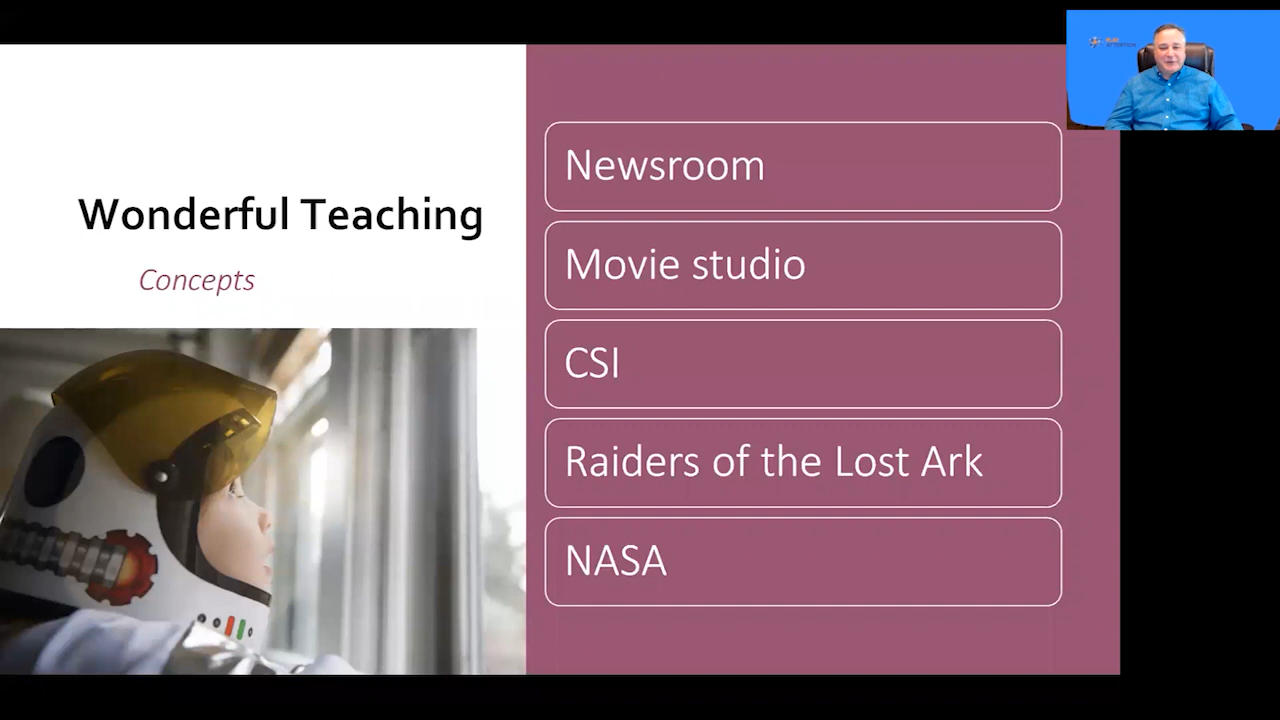 Wonderful Teaching
Concepts
Newsroom
Movie studio
CSI
Raiders of the Lost Ark
NASA